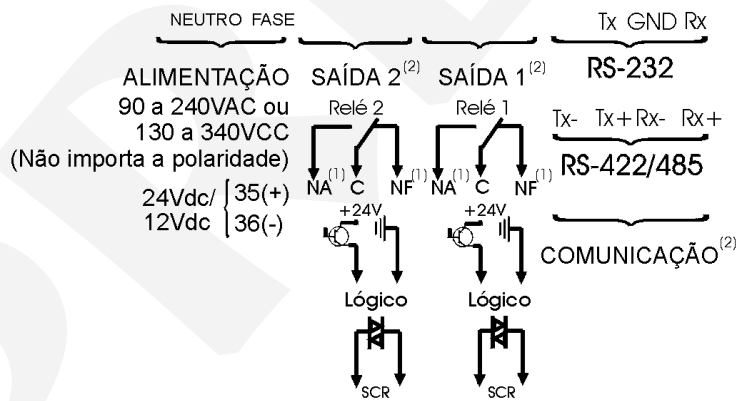 NEUTRO FASE
Tx GND Rx
ALIMENTAÇÃO SAÍDA 2(2) SAÍDA 1(2) RS-232
90 a 240VAC ou
130 a 340VCC
(Não importa a polaridade)
Relé 2 Relé 1
Tx- Tx+ Rx- Rx+
RS-422/485
NA(1) C NF(1) NA(1) C NF(1)
24Vdc/ 35(+)
12Vdc 36(-)
+24V +24V
COMUNICAÇÃO(2)
Lógico Lógico
SCR SCR